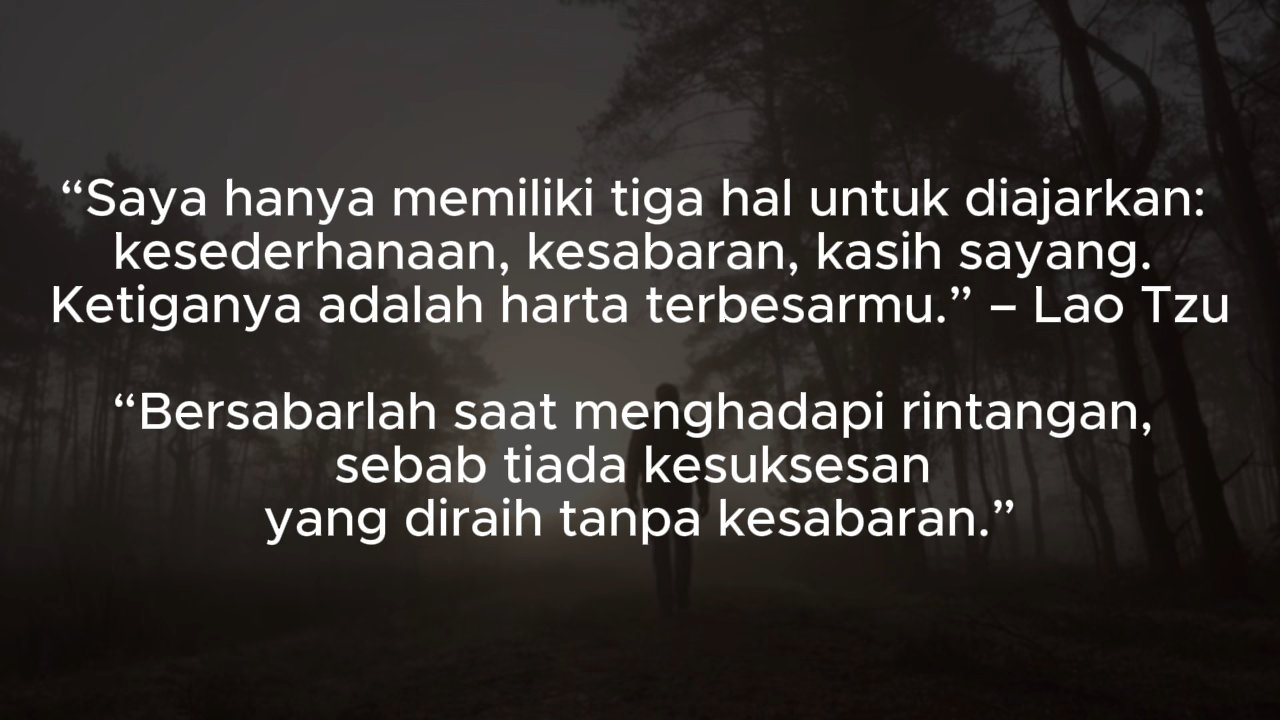 “Saya hanya memiliki tiga hal untuk diajarkan:
kesederhanaan, kesabaran, kasih sayang.
Ketiganya adalah harta terbesarmu.” – Lao Tzu
“Bersabarlah saat menghadapi rintangan,
sebab tiada kesuksesan
yang diraih tanpa kesabaran.”